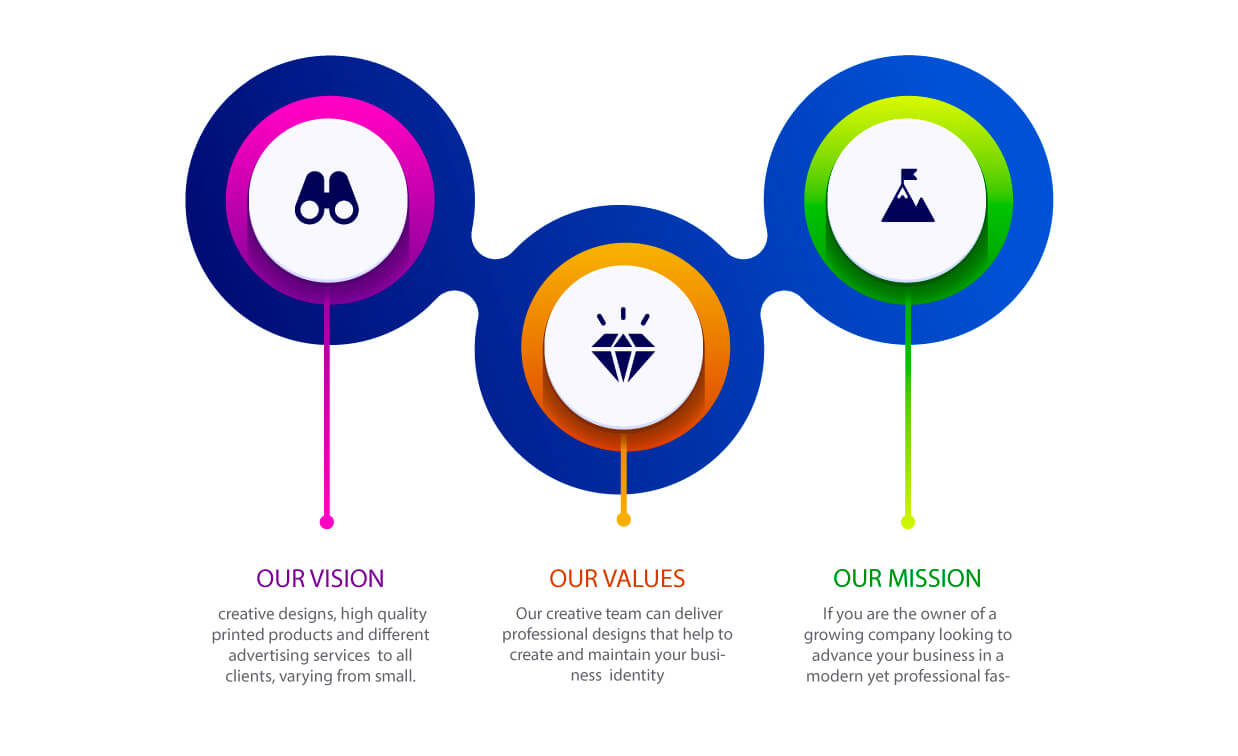 OUR VISION
creative designs, high quality
printed products and different
advertising services  to all
clients, varying from small.
OUR VALUES
Our creative team can deliver
professional designs that help to
create and maintain your busi-
ness  identity
OUR MISSION
If you are the owner of a
growing company looking to
advance your business in a
modern yet professional fas-